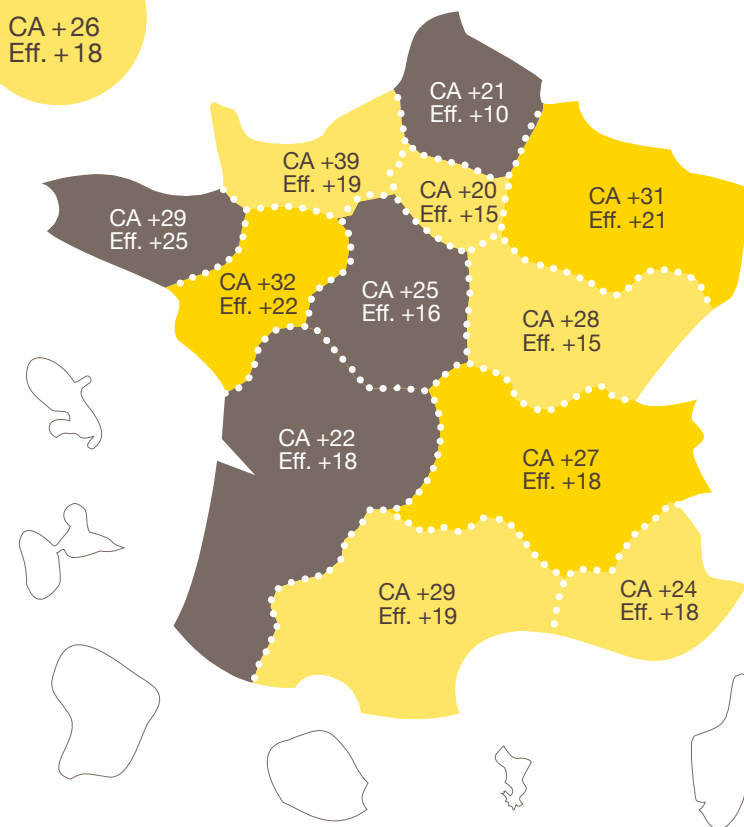 CA +26
Eff. +18
CA +21
Eff. +10
CA +39
Eff. +19
CA +20
Eff. +15
CA +31
Eff. +21
CA +29
Eff. +25
CA +32
Eff. +22
CA +25
Eff. +16
CA +28
Eff. +15
CA +22
Eff. +18
CA +27
Eff. +18
CA +29
Eff. +19
CA +24
Eff. +18